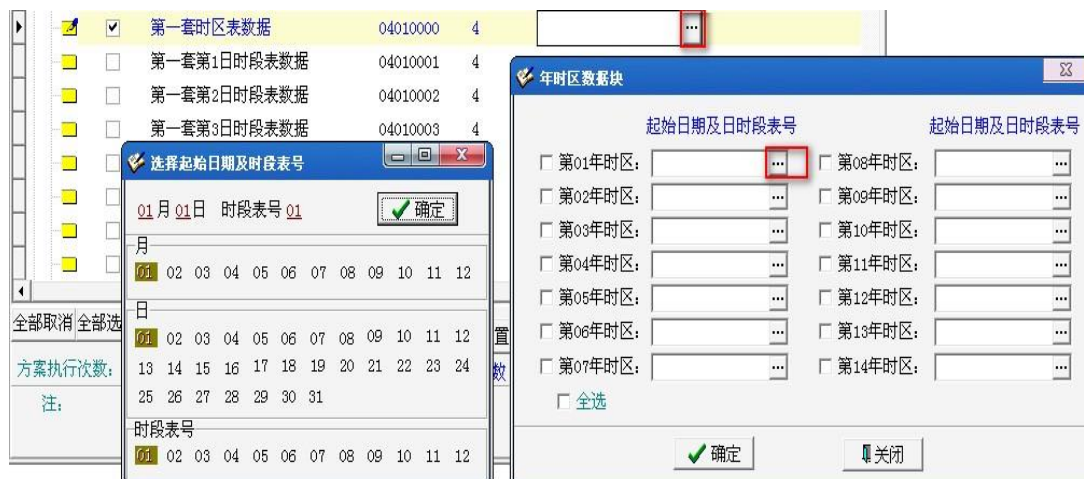 第一套时区表数据 04010000 4 ...
第一套第1日时段表数据 04010001 4
第一套第2日时段表数据 04010002 4
第一套第3日时段表数据 04010003 4
全部取消 全部选
置
方案执行次数:
数
注:
选择起始日期及时段表号
01月01日 时段表号01 确定
月
01 02 03 04 05 06 07 08 09 10 11 12
日
01 02 03 04 05 06 07 08 09 10 11 12
13 14 15 16 17 18 19 20 21 22 23 24
25 26 27 28 29 30 31
时段表号
01 02 03 04 05 06 07 08 09 10 11 12
年时区数据块
起始日期及日时段表号 起始日期及日时段表号
第01年时区: ... 第08年时区: ...
第02年时区: ... 第09年时区: ...
第03年时区: ... 第10年时区: ...
第04年时区: ... 第11年时区: ...
第05年时区: ... 第12年时区: ...
第06年时区: ... 第13年时区: ...
第07年时区: ... 第14年时区: ...
全选
确定 关闭